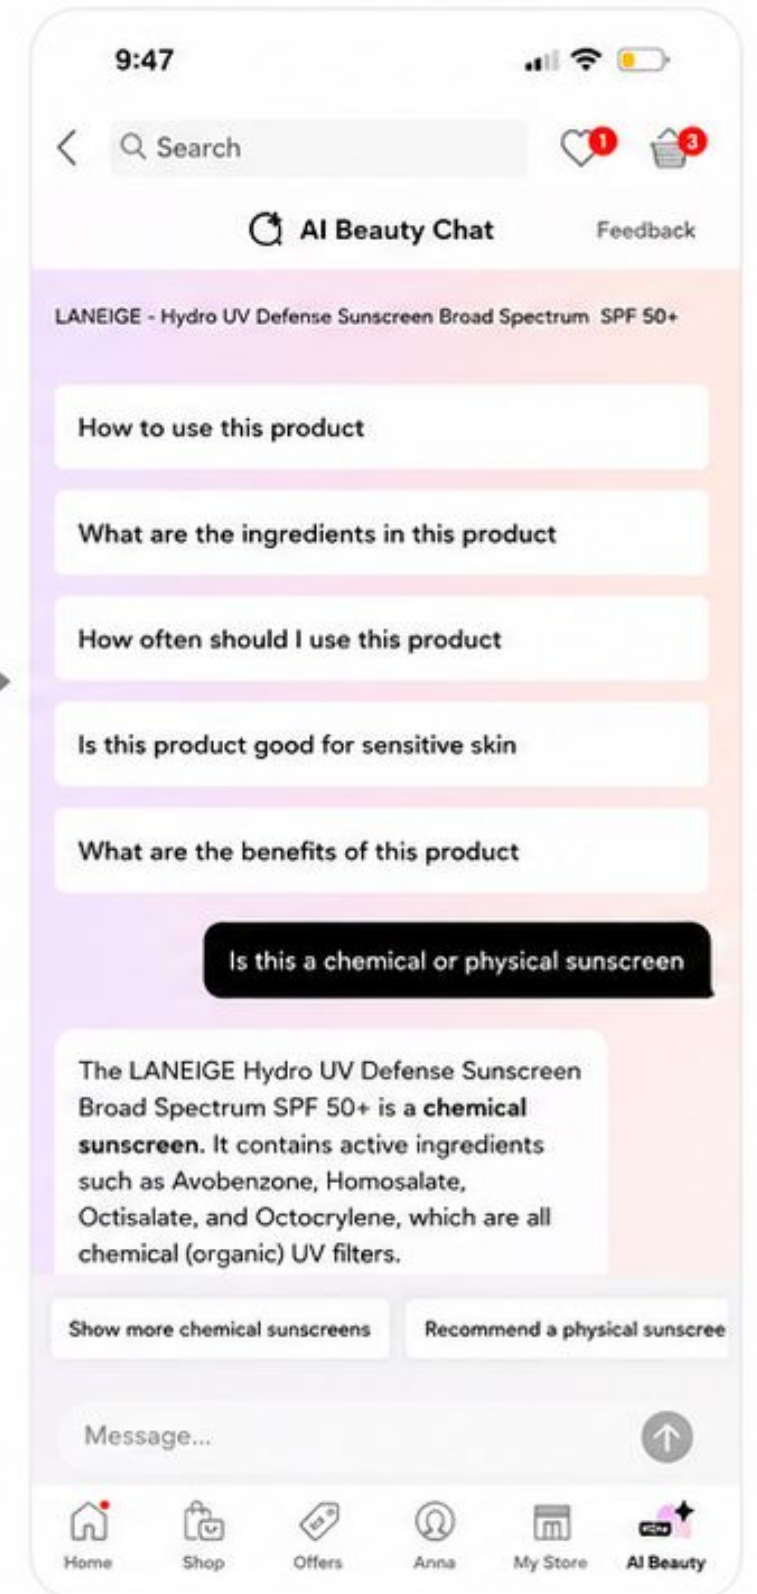 9:47
Search
1
3
AI Beauty Chat
Feedback
LANEIGE - Hydro UV Defense Sunscreen Broad Spectrum SPF 50+
How to use this product
What are the ingredients in this product
How often should I use this product
Is this product good for sensitive skin
What are the benefits of this product
Is this a chemical or physical sunscreen
The LANEIGE Hydro UV Defense Sunscreen
Broad Spectrum SPF 50+ is a chemical
sunscreen. It contains active ingredients
such as Avobenzone, Homosalate,
Octisalate, and Octocrylene, which are all
chemical (organic) UV filters.
Show more chemical sunscreens
Recommend a physical sunscree
Message...
Home
Shop
Offers
Anna
My Store
AI Beauty